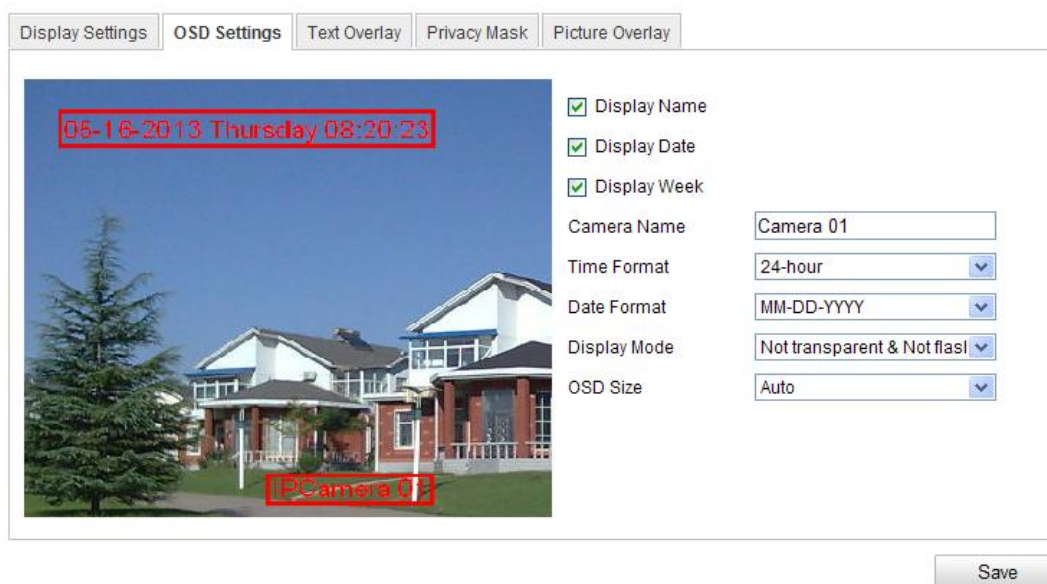 Display Settings OSD Settings Text Overlay Privacy Mask Picture Overlay
05-16-2013 Thursday 08:20:23
IPCamera 01
Display Name
Display Date
Display Week
Camera Name Camera 01
Time Format 24-hour
Date Format MM-DD-YYYY
Display Mode Not transparent & Not flasl
OSD Size Auto
Save